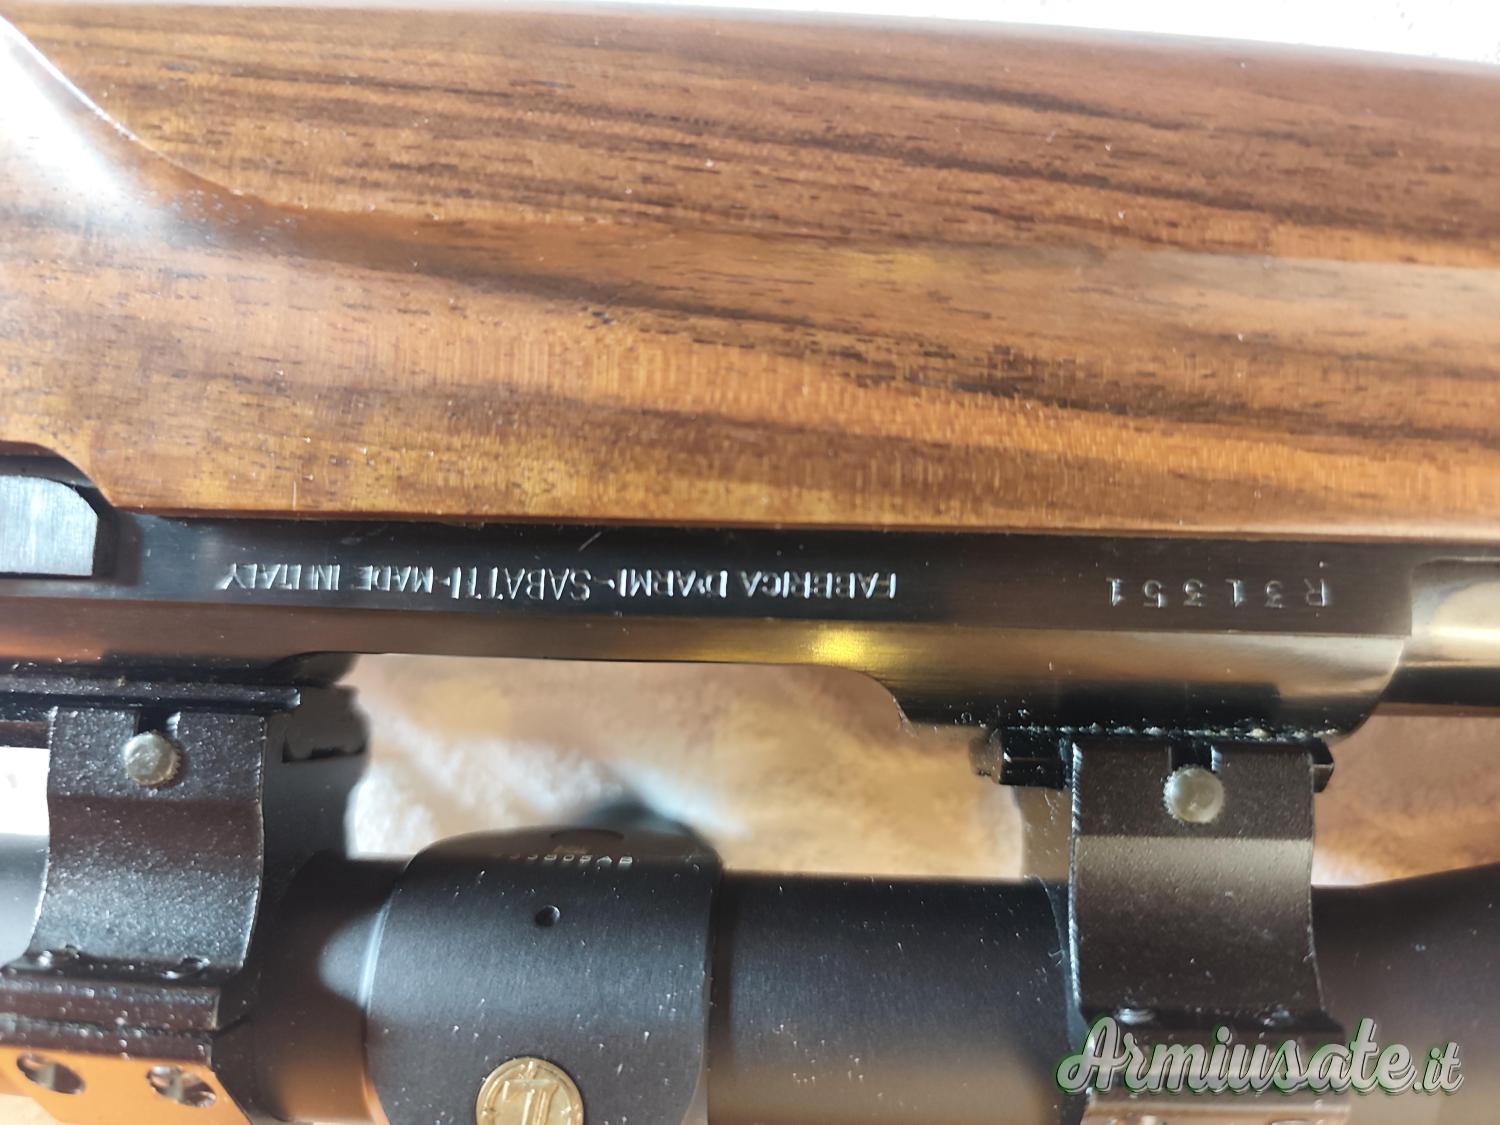 R31351
FABBRICA D'ARMI - SABATTI - MADE IN ITALY
Armiusate.it